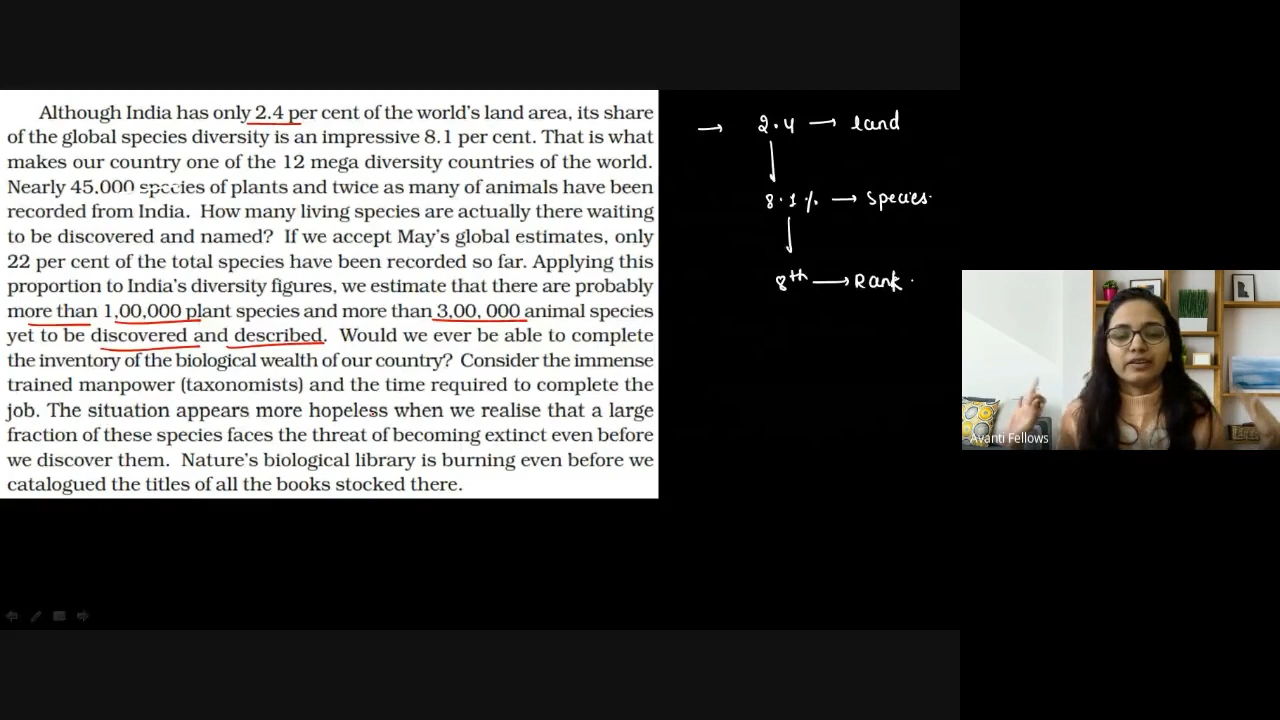 Although India has only 2.4 per cent of the world's land area, its share
of the global species diversity is an impressive 8.1 per cent. That is what
makes our country one of the 12 mega diversity countries of the world.
Nearly 45,000 species of plants and twice as many of animals have been
recorded from India. How many living species are actually there waiting
to be discovered and named? If we accept May's global estimates, only
22 per cent of the total species have been recorded so far. Applying this
proportion to India's diversity figures, we estimate that there are probably
more than 1,00,000 plant species and more than 3,00, 000 animal species
yet to be discovered and described. Would we ever be able to complete
the inventory of the biological wealth of our country? Consider the immense
trained manpower (taxonomists) and the time required to complete the
job. The situation appears more hopeless when we realise that a large
fraction of these species faces the threat of becoming extinct even before
we discover them. Nature's biological library is burning even before we
catalogued the titles of all the books stocked there.
→ 2.4 → land
8.1% → Species.
8th → Rank.
Avanti Fellows